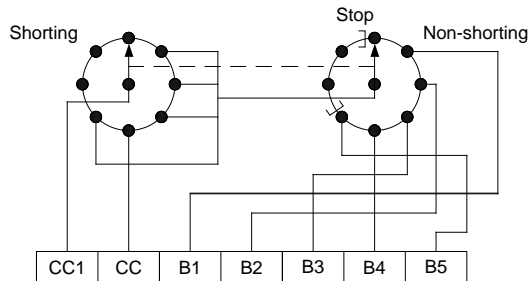 Stop
Shorting
Non-shorting
CC1 CC B1 B2 B3 B4 B5